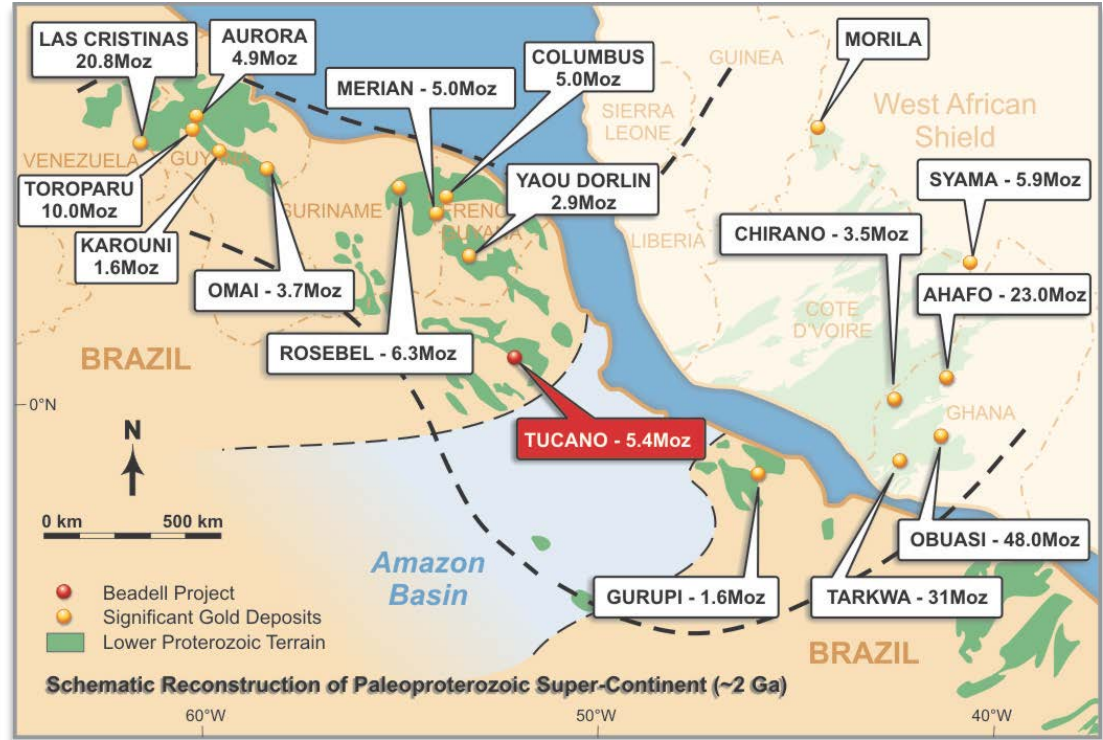 LAS CRISTINAS
20.8Moz
AURORA
4.9Moz
MERIAN - 5.0Moz
COLUMBUS
5.0Moz
GUINEA
MORILA
SIERRA
LEONE
West African
Shield
VENEZUELA
GUYANA
TOROPARU
10.0Moz
KAROUNI
1.6Moz
SURINAME
FRENCH
GUYANA
YAOU DORLIN
2.9Moz
LIBERIA
SYAMA - 5.9Moz
CHIRANO - 3.5Moz
OMAI - 3.7Moz
AHAFO - 23.0Moz
COTE
D'VOIRE
ROSEBEL - 6.3Moz
BRAZIL
0°N
GHANA
N
TUCANO - 5.4Moz
0 km
500 km
OBUASI - 48.0Moz
Amazon
Basin
GURUPI - 1.6Moz
TARKWA - 31Moz
Beadell Project
Significant Gold Deposits
Lower Proterozoic Terrain
BRAZIL
Schematic Reconstruction of Paleoproterozoic Super-Continent (~2 Ga)
60°W
50°W
40°W